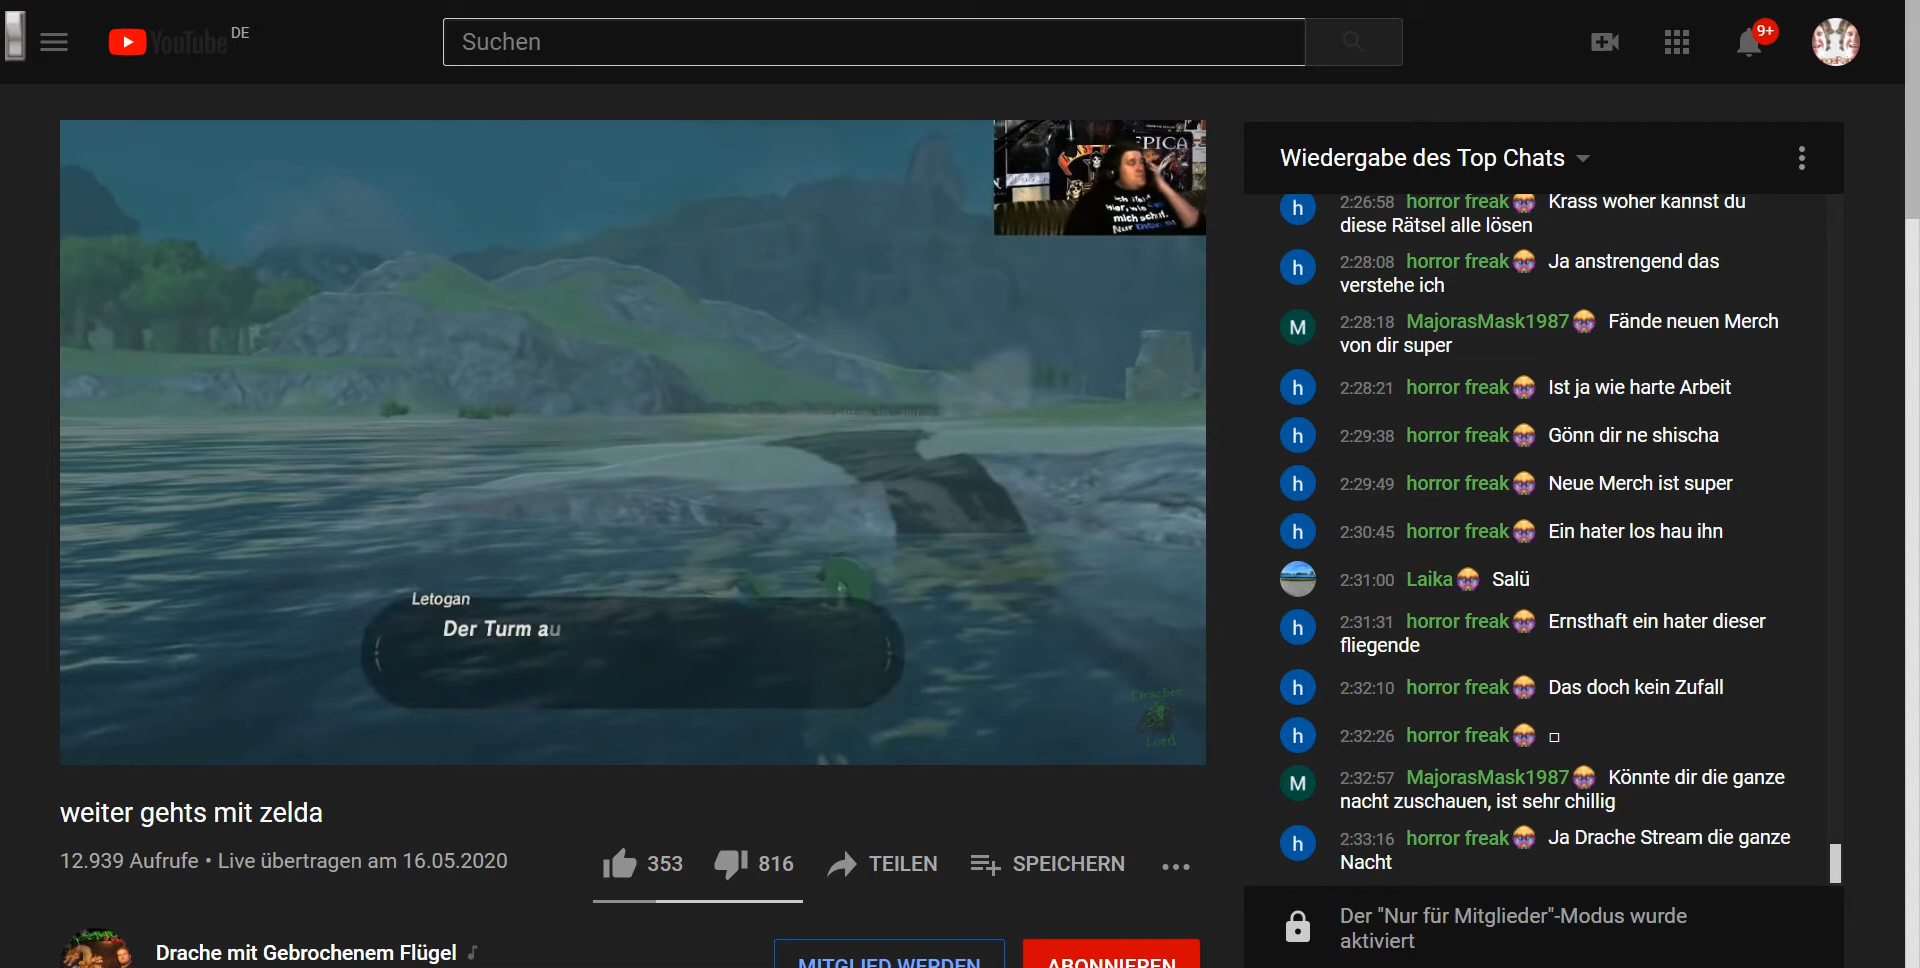 YouTube DE
Suchen
9+
EPICA
mich schst.
Letogan
Der Turm au
Drachen
Lord
weiter gehts mit zelda
12.939 Aufrufe • Live übertragen am 16.05.2020
353
816
TEILEN
SPEICHERN
Drache mit Gebrochenem Flügel
MITGLIED WERDEN
ABONNIEREN
Wiedergabe des Top Chats
h 2:26:58 horror freak Krass woher kannst du
diese Rätsel alle lösen
h 2:28:08 horror freak Ja anstrengend das
verstehe ich
M 2:28:18 MajorasMask1987 Fände neuen Merch
von dir super
h 2:28:21 horror freak Ist ja wie harte Arbeit
h 2:29:38 horror freak Gönn dir ne shischa
h 2:29:49 horror freak Neue Merch ist super
h 2:30:45 horror freak Ein hater los hau ihn
2:31:00 Laika Salü
h 2:31:31 horror freak Ernsthaft ein hater dieser
fliegende
h 2:32:10 horror freak Das doch kein Zufall
h 2:32:26 horror freak □
M 2:32:57 MajorasMask1987 Könnte dir die ganze
nacht zuschauen, ist sehr chillig
h 2:33:16 horror freak Ja Drache Stream die ganze
Nacht
Der "Nur für Mitglieder"-Modus wurde
aktiviert